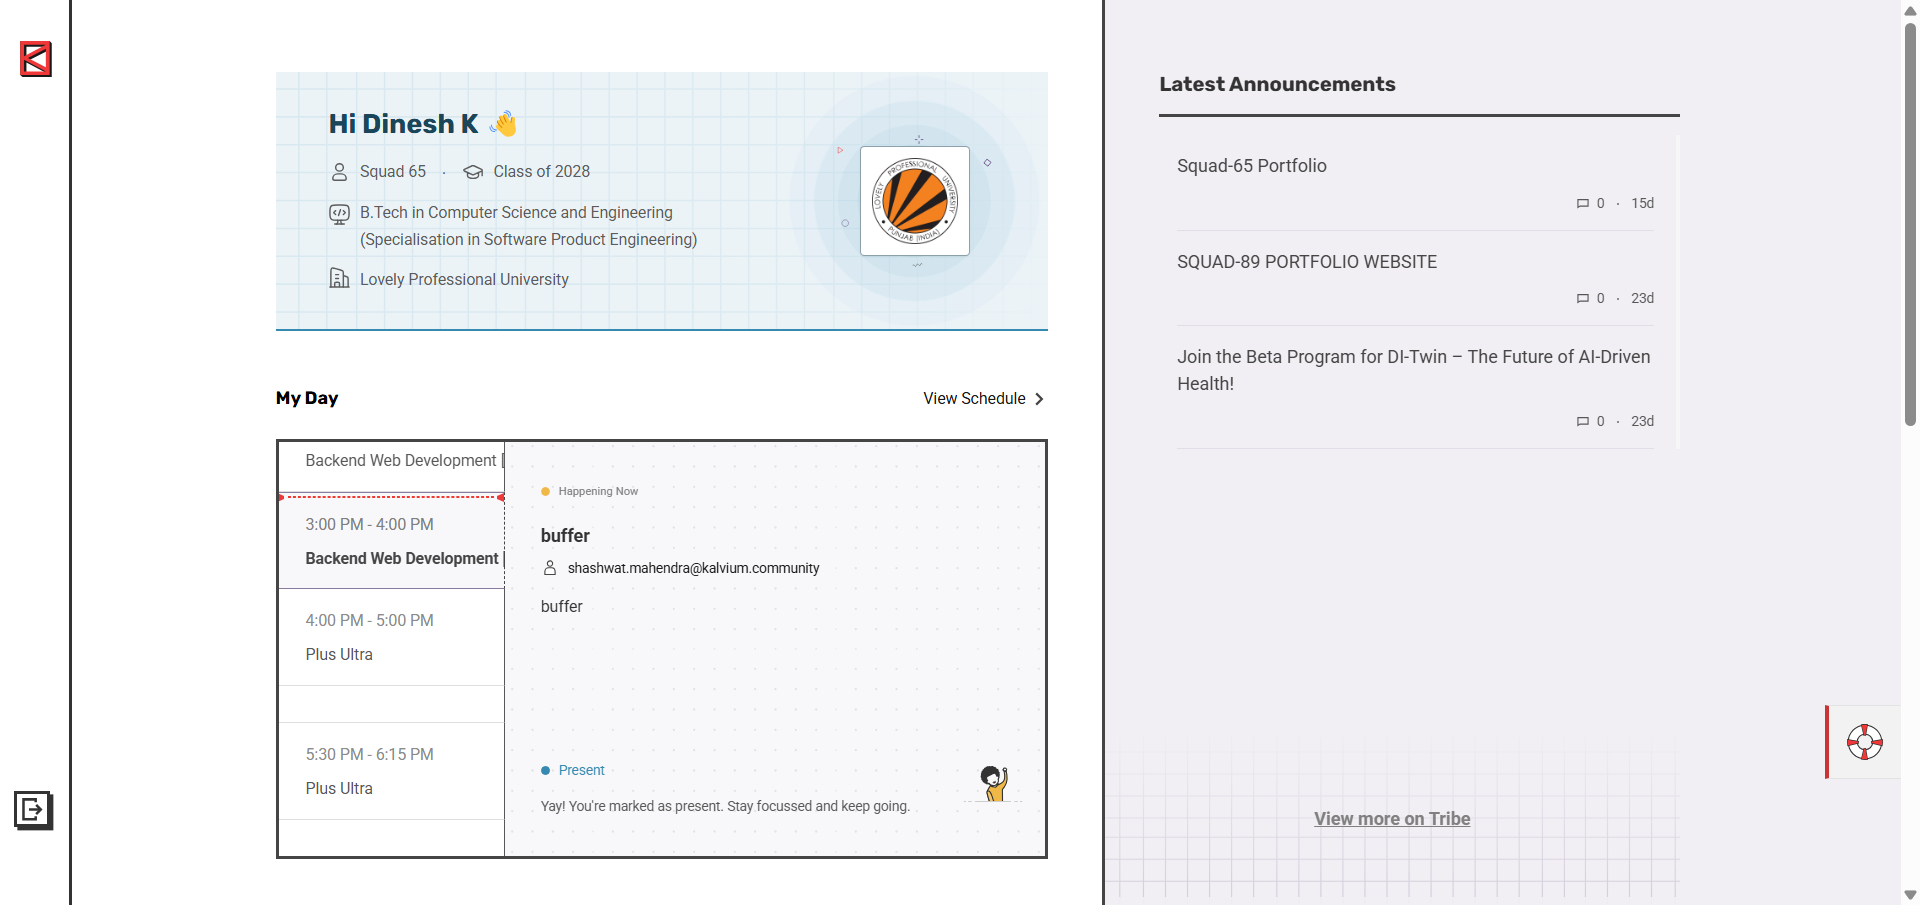 Hi Dinesh K
Squad 65 · Class of 2028
B.Tech in Computer Science and Engineering
(Specialisation in Software Product Engineering)
Lovely Professional University
LOVELY PROFESSIONAL UNIVERSITY
PUNJAB (INDIA)
My Day
View Schedule
Backend Web Development [
3:00 PM - 4:00 PM
Backend Web Development
4:00 PM - 5:00 PM
Plus Ultra
5:30 PM - 6:15 PM
Plus Ultra
Happening Now
buffer
shashwat.mahendra@kalvium.community
buffer
Present
Yay! You're marked as present. Stay focussed and keep going.
Latest Announcements
Squad-65 Portfolio
0 · 15d
SQUAD-89 PORTFOLIO WEBSITE
0 · 23d
Join the Beta Program for DI-Twin – The Future of AI-Driven
Health!
0 · 23d
View more on Tribe